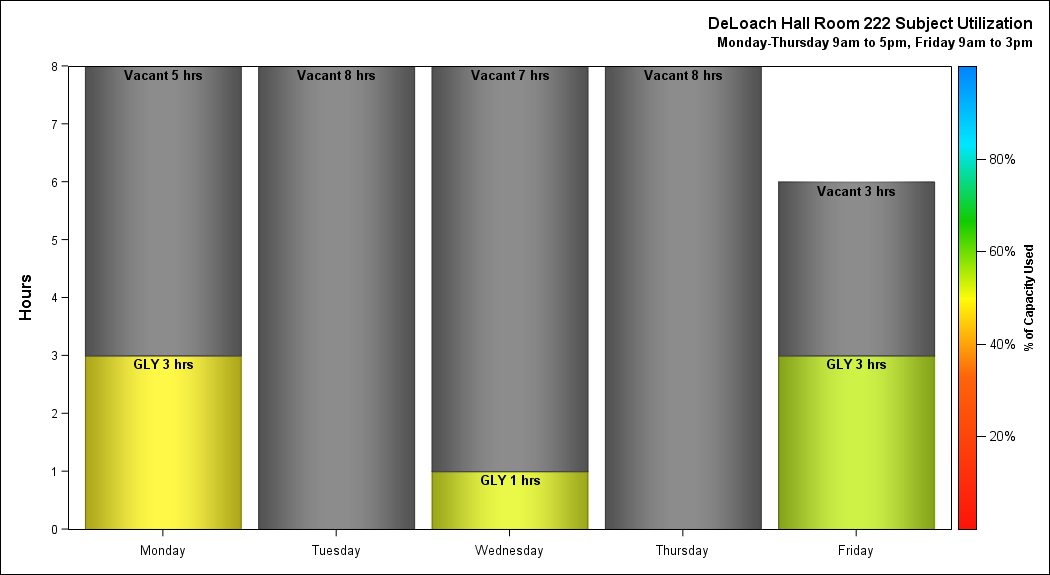 DeLoach Hall Room 222 Subject Utilization
Monday-Thursday 9am to 5pm, Friday 9am to 3pm
Hours
8
7
6
5
4
3
2
1
0
Vacant 5 hrs
GLY 3 hrs
Vacant 8 hrs
Vacant 7 hrs
GLY 1 hrs
Vacant 8 hrs
Vacant 3 hrs
GLY 3 hrs
Monday
Tuesday
Wednesday
Thursday
Friday
80%
60%
40%
20%
% of Capacity Used